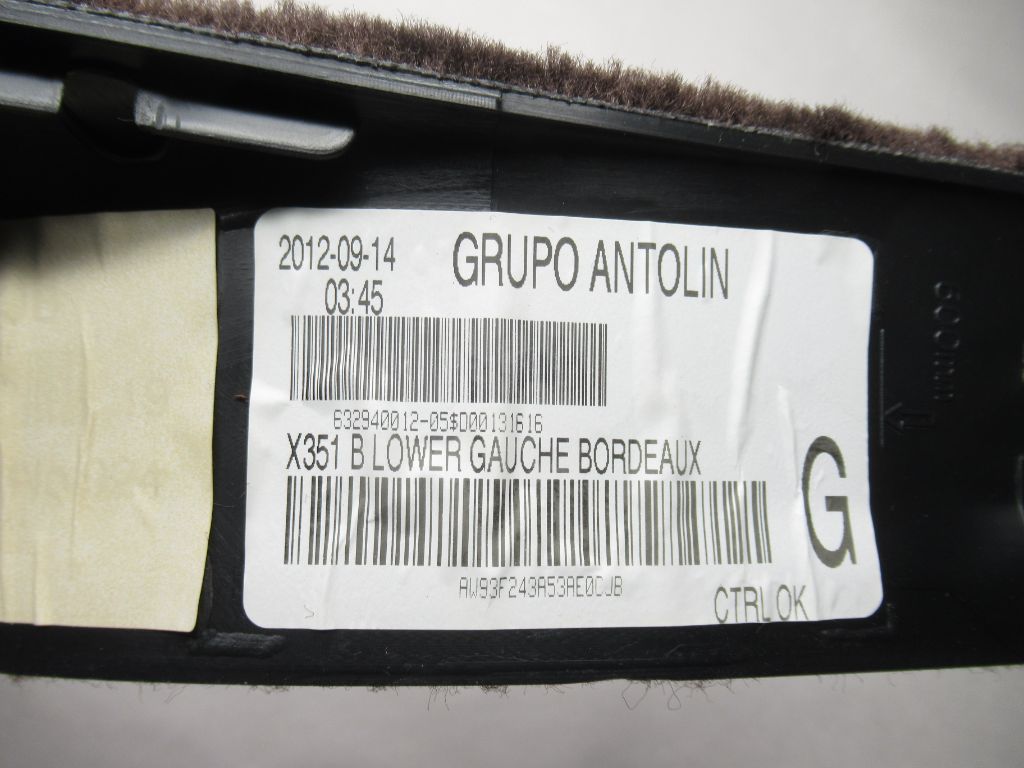 2012-09-14
GRUPO ANTOLIN
03:45
632940012-05$D00131616
X351 B LOWER GAUCHE BORDEAUX
G
AW93F243A53AE0CJB
CTRL OK